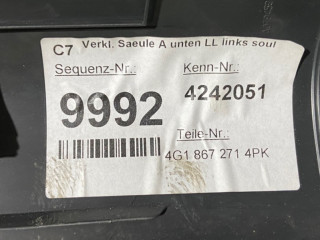 C7 Verkl. Saeule A unten LL links soul
Sequenz-Nr.: Kenn-Nr.:
9992 4242051
Teile-Nr.:
4G1 867 271 4PK